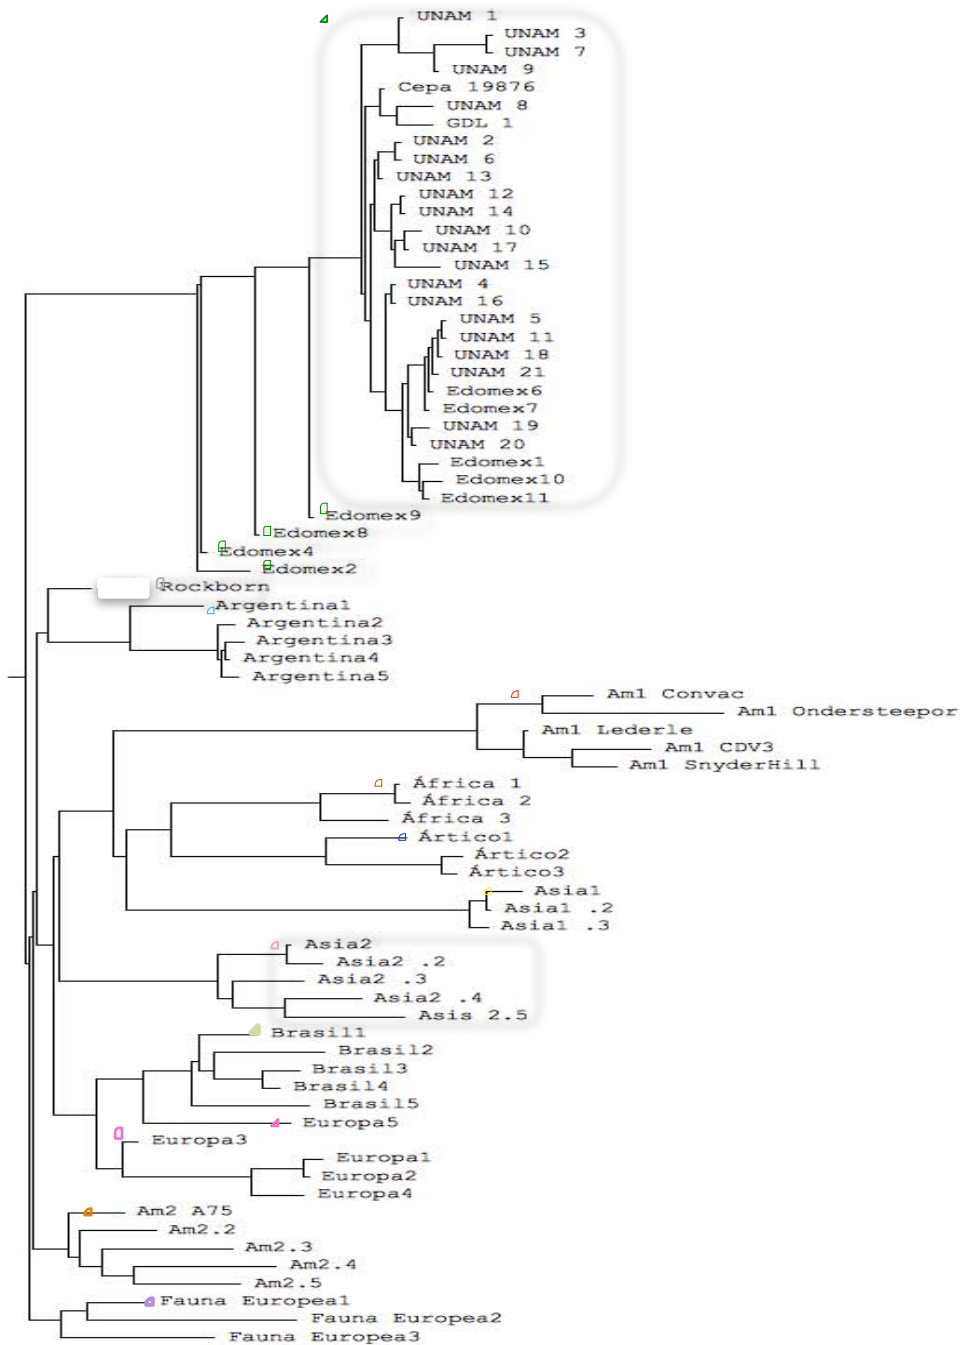 UNAM 1
UNAM 3
UNAM 7
UNAM 9
Cepa 19876
UNAM 8
GDL 1
UNAM 2
UNAM 6
UNAM 13
UNAM 12
UNAM 14
UNAM 10
UNAM 17
UNAM 15
UNAM 4
UNAM 16
UNAM 5
UNAM 11
UNAM 18
UNAM 21
Edomex6
Edomex7
UNAM 19
UNAM 20
Edomex1
Edomex10
Edomex11
Edomex9
Edomex8
Edomex4
Edomex2
Rockborn
Argentina1
Argentina2
Argentina3
Argentina4
Argentina5
Am1 Convac
Am1 Ondersteepor
Am1 Lederle
Am1 CDV3
Am1 SnyderHill
África 1
África 2
África 3
Ártico1
Ártico2
Ártico3
Asia1
Asia1 .2
Asia1 .3
Asia2
Asia2 .2
Asia2 .3
Asia2 .4
Asis 2.5
Brasil1
Brasil2
Brasil3
Brasil4
Brasil5
Europa5
Europa3
Europa1
Europa2
Europa4
Am2 A75
Am2.2
Am2.3
Am2.4
Am2.5
Fauna Europea1
Fauna Europea2
Fauna Europea3